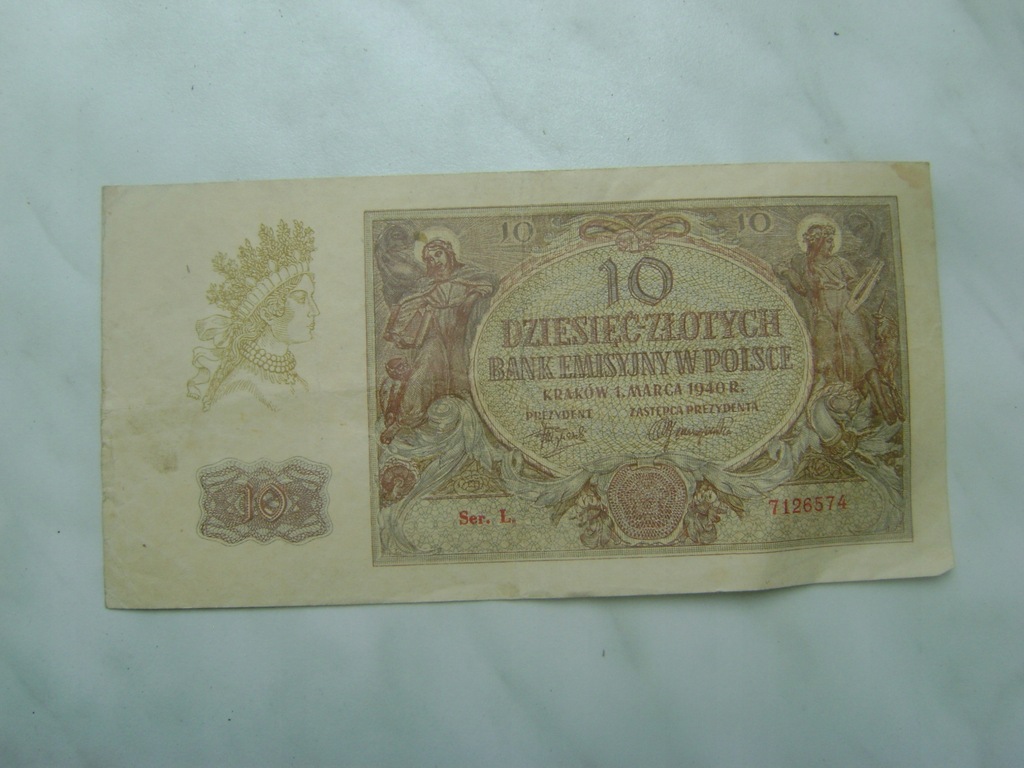 10 10
10
DZIESIĘĆ-ZŁOTYCH
BANK EMISYJNY W POLSCE
KRAKÓW 1. MARCA 1940 R.
PREZYDENT ZASTĘPCA PREZYDENTA
10
Ser. L. 7126574